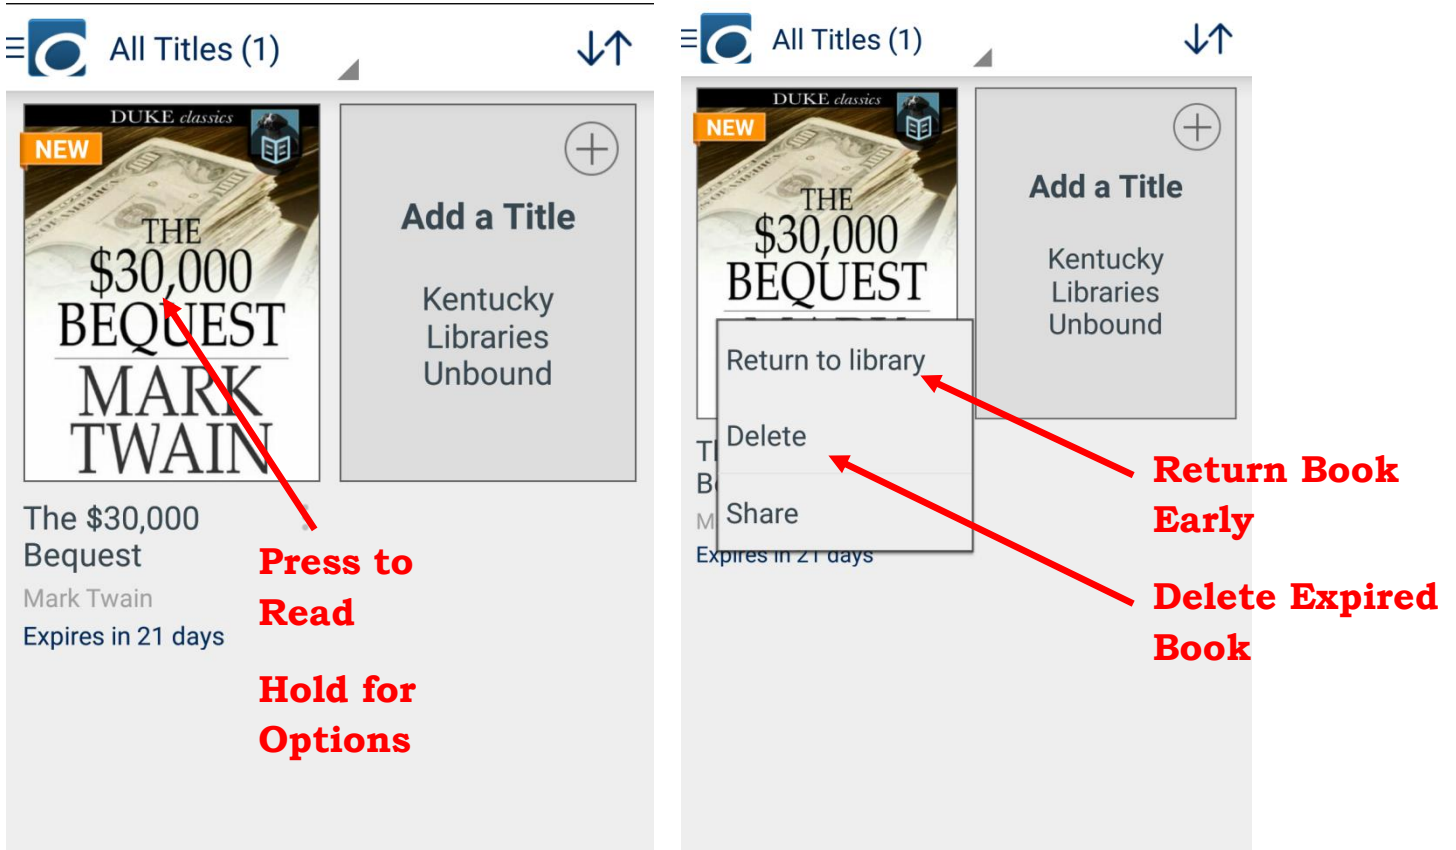 All Titles (1)
DUKE classics
NEW
THE
$30,000
BEQUEST
MARK
TWAIN
Add a Title
Kentucky
Libraries
Unbound
The $30,000
Bequest
Mark Twain
Expires in 21 days
Press to
Read
Hold for
Options
All Titles (1)
DUKE classics
NEW
THE
$30,000
BEQUEST
Add a Title
Kentucky
Libraries
Unbound
Return to library
Delete
Share
Expires in 21 days
Return Book
Early
Delete Expired
Book